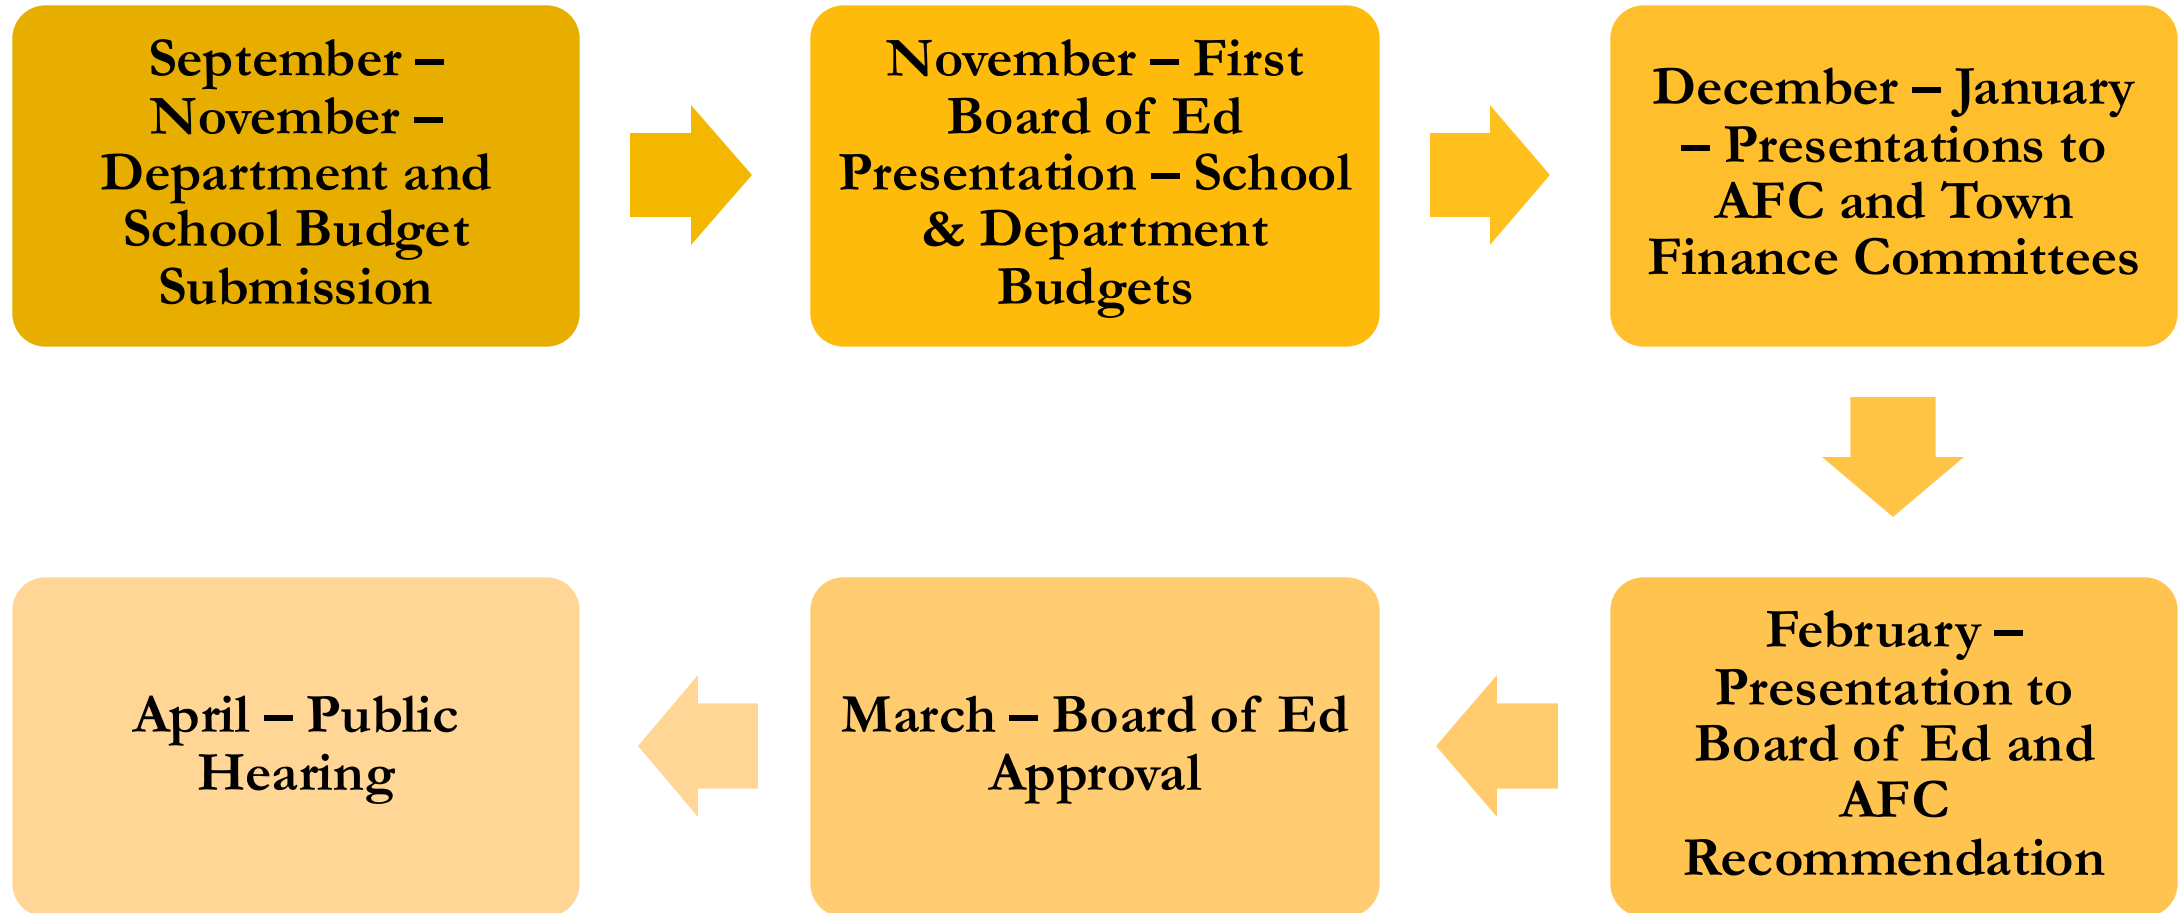 September –
November –
Department and
School Budget
Submission
November – First
Board of Ed
Presentation – School
& Department
Budgets
December – January
– Presentations to
AFC and Town
Finance Committees
February –
Presentation to
Board of Ed and
AFC
Recommendation
March – Board of Ed
Approval
April – Public
Hearing